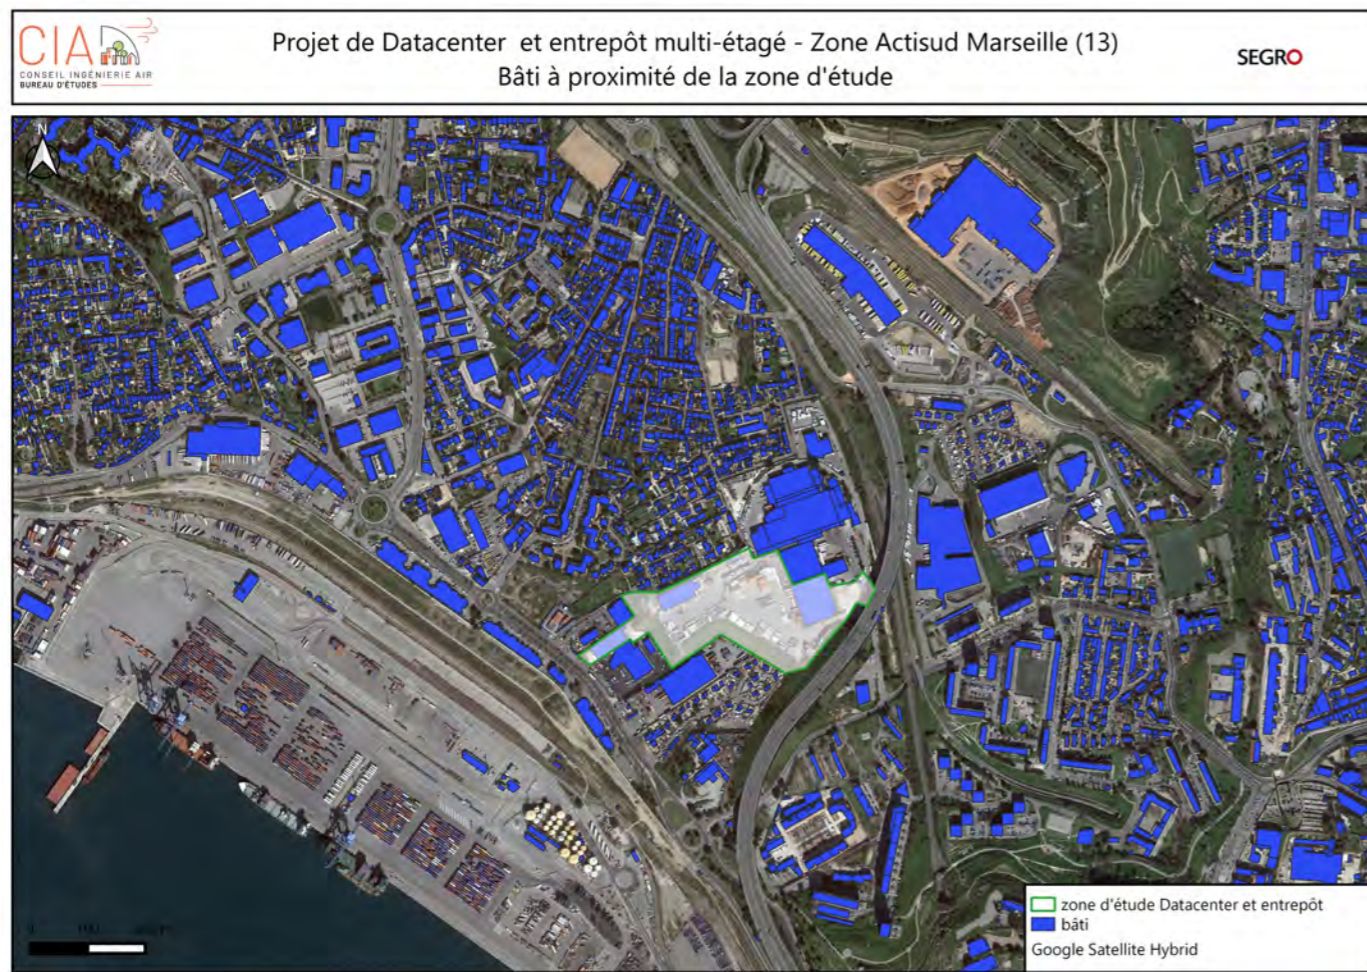 CIA
CONSEIL INGÉNIERIE AIR
BUREAU D'ÉTUDES
Projet de Datacenter et entrepôt multi-étagé - Zone Actisud Marseille (13)
Bâti à proximité de la zone d'étude
SEGRO
N
0
zone d'étude Datacenter et entrepôt
bâti
Google Satellite Hybrid